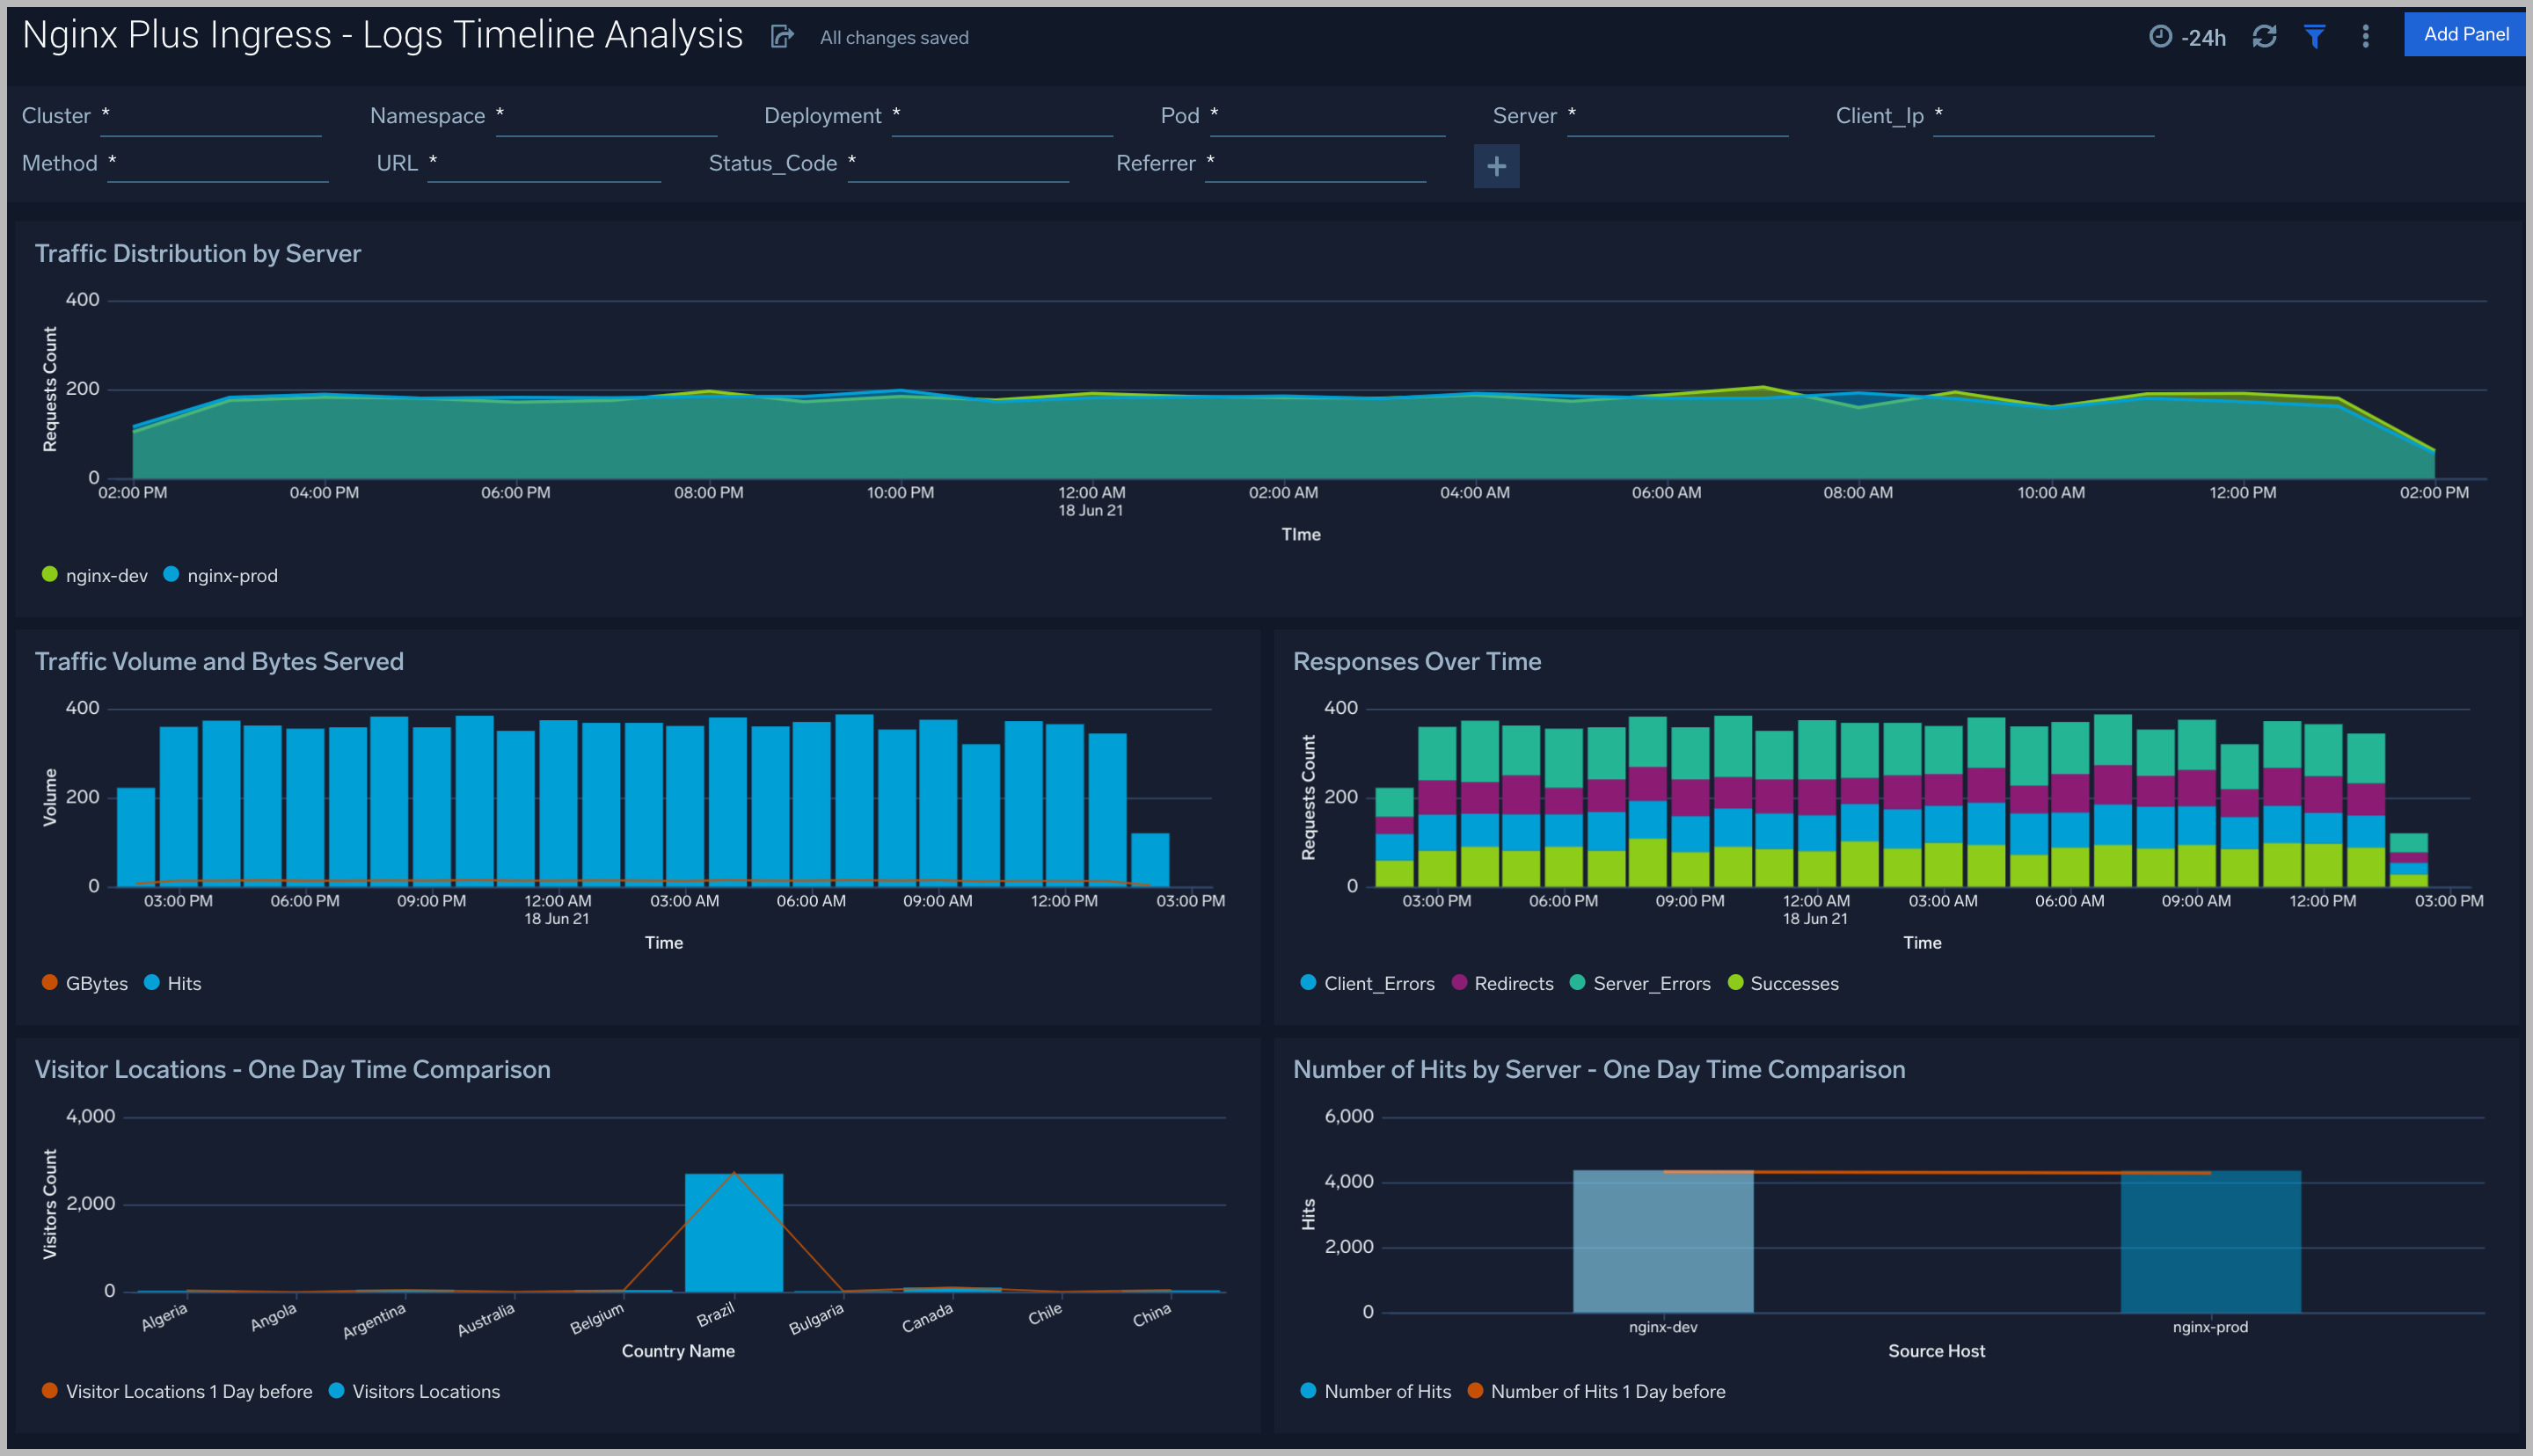 Nginx Plus Ingress - Logs Timeline Analysis All changes saved -24h Add Panel
Cluster * Namespace * Deployment * Pod * Server * Client_Ip *
Method * URL * Status_Code * Referrer * +
Traffic Distribution by Server
Requests Count
400
200
0
02:00 PM 04:00 PM 06:00 PM 08:00 PM 10:00 PM 12:00 AM 02:00 AM 04:00 AM 06:00 AM 08:00 AM 10:00 AM 12:00 PM 02:00 PM
18 Jun 21
TIme
nginx-dev nginx-prod
Traffic Volume and Bytes Served
Volume
400
200
0
03:00 PM 06:00 PM 09:00 PM 12:00 AM 03:00 AM 06:00 AM 09:00 AM 12:00 PM 03:00 PM
18 Jun 21
Time
GBytes Hits
Responses Over Time
Requests Count
400
200
0
03:00 PM 06:00 PM 09:00 PM 12:00 AM 03:00 AM 06:00 AM 09:00 AM 12:00 PM 03:00 PM
18 Jun 21
Time
Client_Errors Redirects Server_Errors Successes
Visitor Locations - One Day Time Comparison
Visitors Count
4,000
2,000
0
Algeria Angola Argentina Australia Belgium Brazil Bulgaria Canada Chile China
Country Name
Visitor Locations 1 Day before Visitors Locations
Number of Hits by Server - One Day Time Comparison
Hits
6,000
4,000
2,000
0
nginx-dev nginx-prod
Source Host
Number of Hits Number of Hits 1 Day before